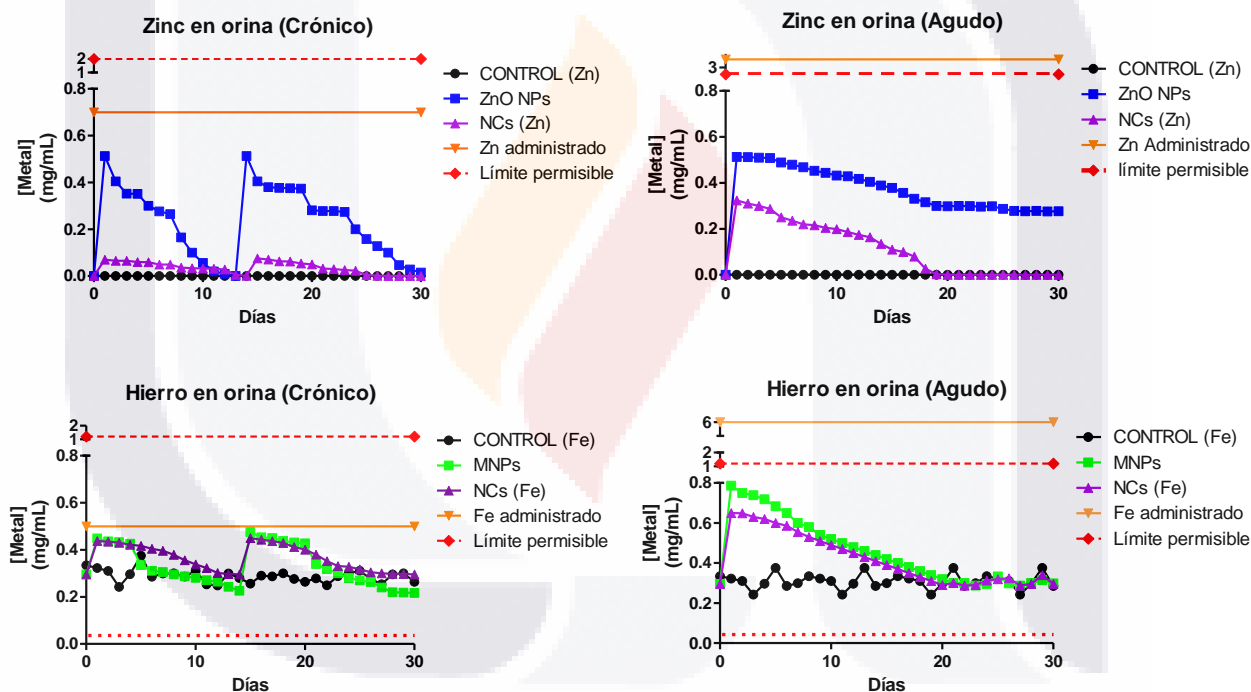 Zinc en orina (Crónico)
2
1
0.8
0.6
0.4
0.2
0.0
[Metal]
(mg/mL)
0
10
20
30
Días
CONTROL (Zn)
ZnO NPs
NCs (Zn)
Zn administrado
Límite permisible
Zinc en orina (Agudo)
3
0.8
0.6
0.4
0.2
0.0
[Metal]
(mg/mL)
0
10
20
30
Días
CONTROL (Zn)
ZnO NPs
NCs (Zn)
Zn Administrado
límite permisible
Hierro en orina (Crónico)
2
1
0.8
0.6
0.4
0.2
0.0
[Metal]
(mg/mL)
0
10
20
30
Días
CONTROL (Fe)
MNPs
NCs (Fe)
Fe administrado
Límite permisible
Hierro en orina (Agudo)
6
2
1
0.8
0.6
0.4
0.2
0.0
[Metal]
(mg/mL)
0
10
20
30
Días
CONTROL (Fe)
MNPs
NCs (Fe)
Fe administrado
Límite permisible